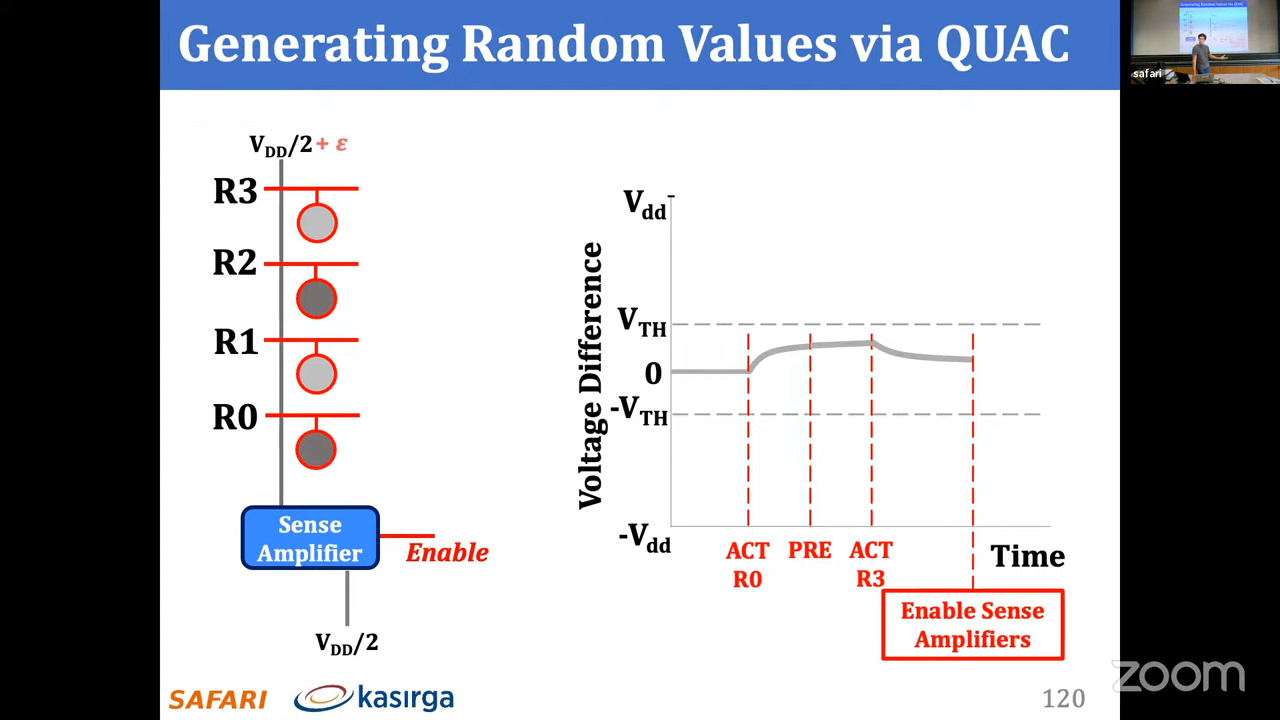 Generating Random Values via QUAC
safari
V_DD/2 + ε
R3
R2
R1
R0
Sense
Amplifier
Enable
V_DD/2
Voltage Difference
V_dd
V_TH
0
-V_TH
-V_dd
ACT
R0
PRE
ACT
R3
Time
Enable Sense
Amplifiers
SAFARI
kasırga
120
zoom